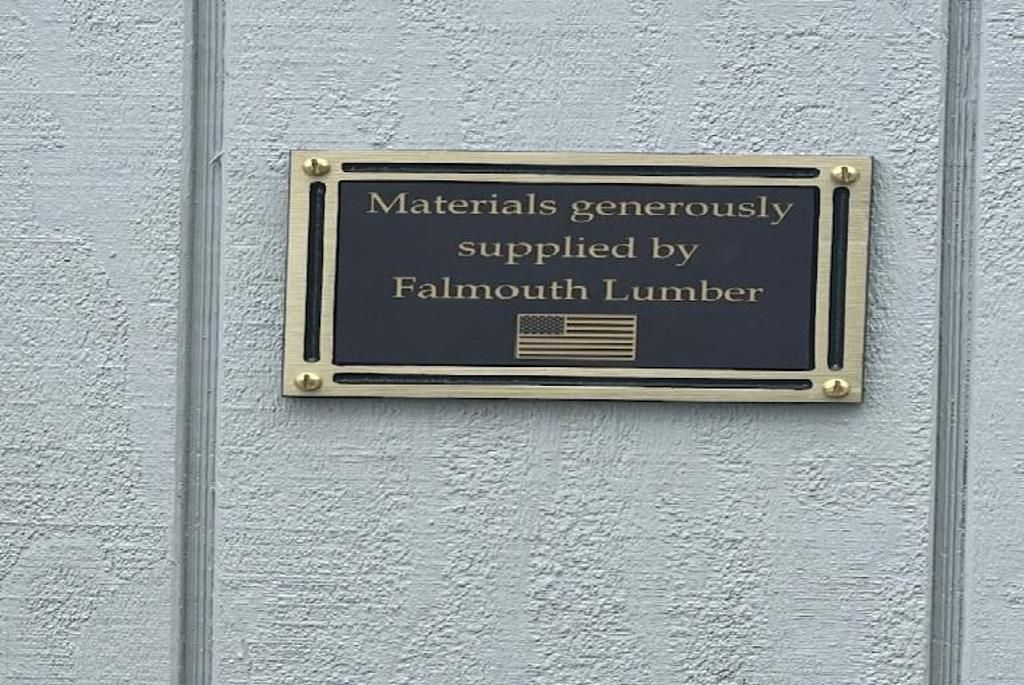 Materials generously
supplied by
Falmouth Lumber